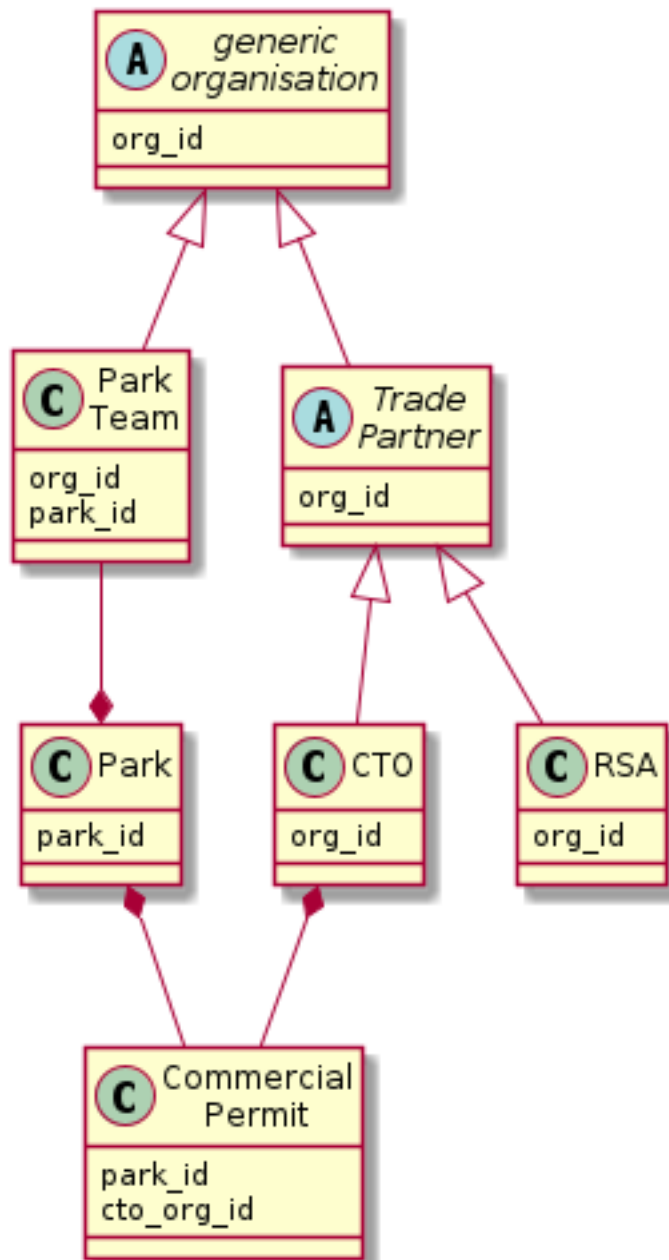 A generic
organisation
org_id
C Park
Team
org_id
park_id
A Trade
Partner
org_id
C Park
park_id
C CTO
org_id
C RSA
org_id
C Commercial
Permit
park_id
cto_org_id